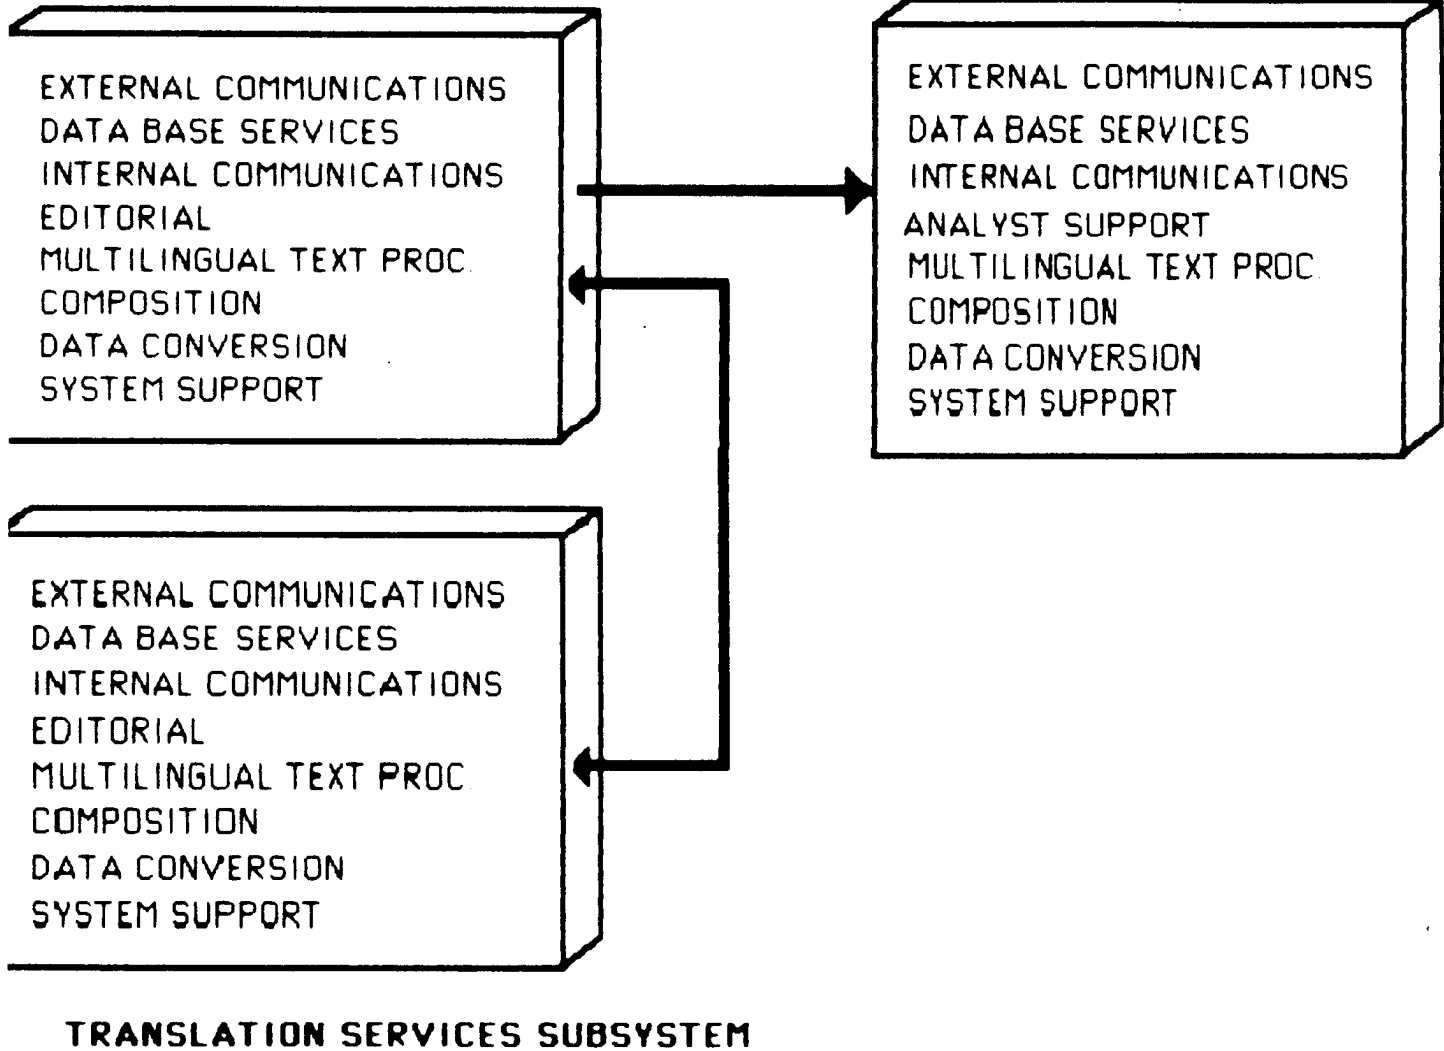 EXTERNAL COMMUNICATIONS
DATA BASE SERVICES
INTERNAL COMMUNICATIONS
EDITORIAL
MULTILINGUAL TEXT PROC.
COMPOSITION
DATA CONVERSION
SYSTEM SUPPORT
EXTERNAL COMMUNICATIONS
DATA BASE SERVICES
INTERNAL COMMUNICATIONS
ANALYST SUPPORT
MULTILINGUAL TEXT PROC.
COMPOSITION
DATA CONVERSION
SYSTEM SUPPORT
EXTERNAL COMMUNICATIONS
DATA BASE SERVICES
INTERNAL COMMUNICATIONS
EDITORIAL
MULTILINGUAL TEXT PROC.
COMPOSITION
DATA CONVERSION
SYSTEM SUPPORT
TRANSLATION SERVICES SUBSYSTEM